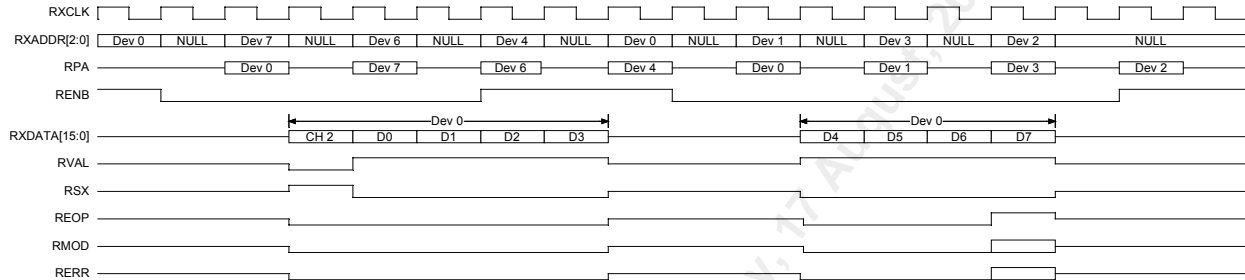 RXCLK
RXADDR[2:0] Dev 0 NULL Dev 7 NULL Dev 6 NULL Dev 4 NULL Dev 0 NULL Dev 1 NULL Dev 3 NULL Dev 2 NULL
RPA Dev 0 Dev 7 Dev 6 Dev 4 Dev 0 Dev 1 Dev 3 Dev 2
RENB
Dev 0 Dev 0
RXDATA[15:0] CH 2 D0 D1 D2 D3 D4 D5 D6 D7
RVAL
RSX
REOP
RMOD
RERR
, 17 August, 20